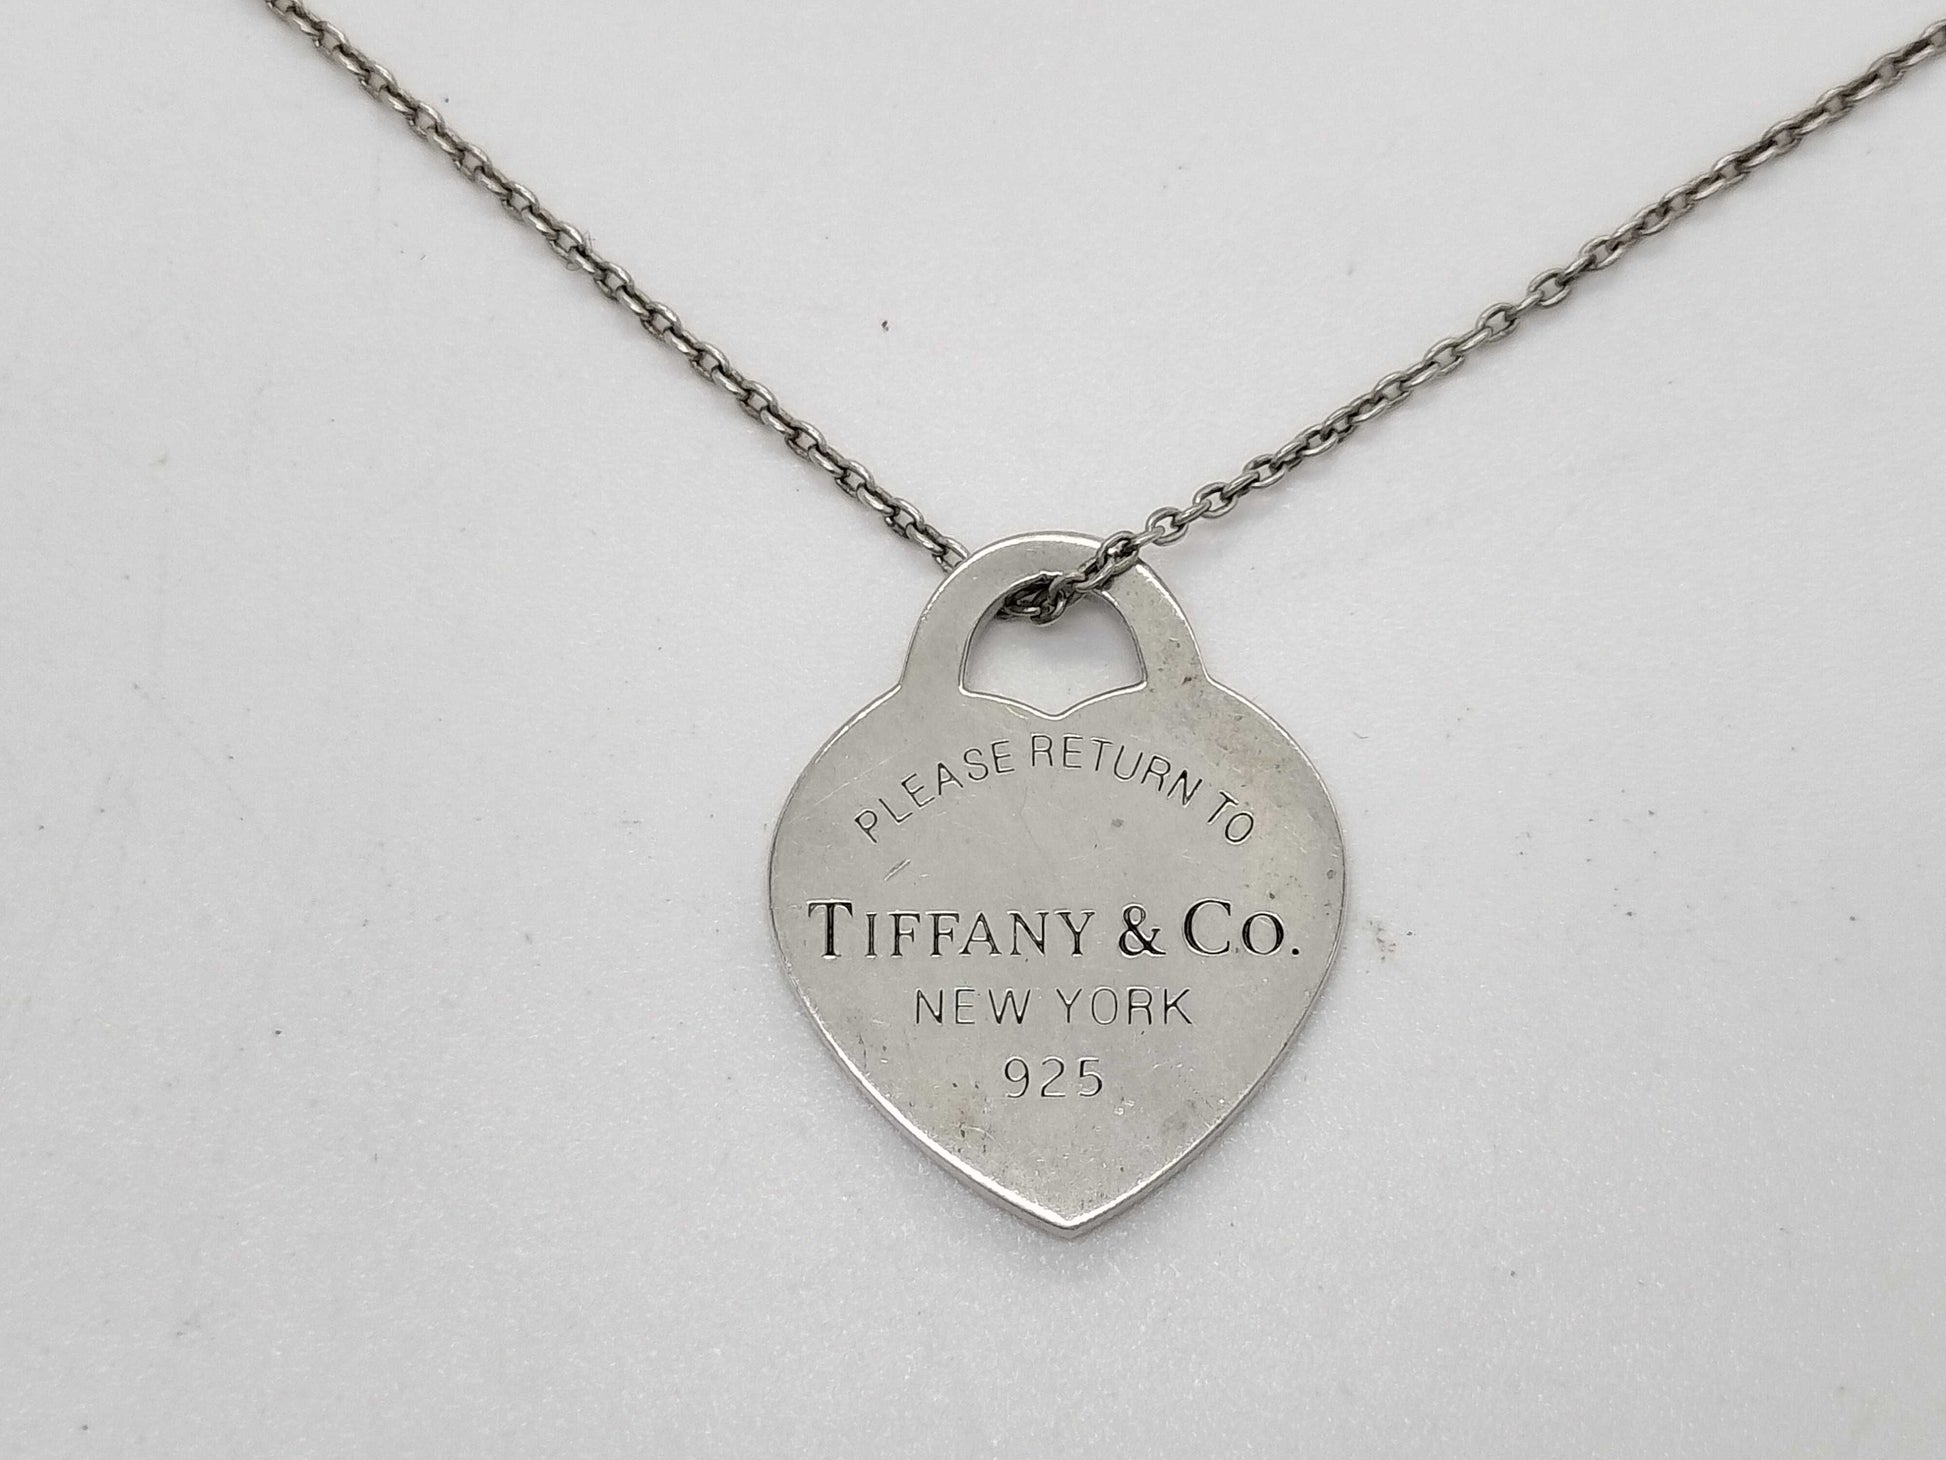 PLEASE RETURN TO
TIFFANY & CO.
NEW YORK
925